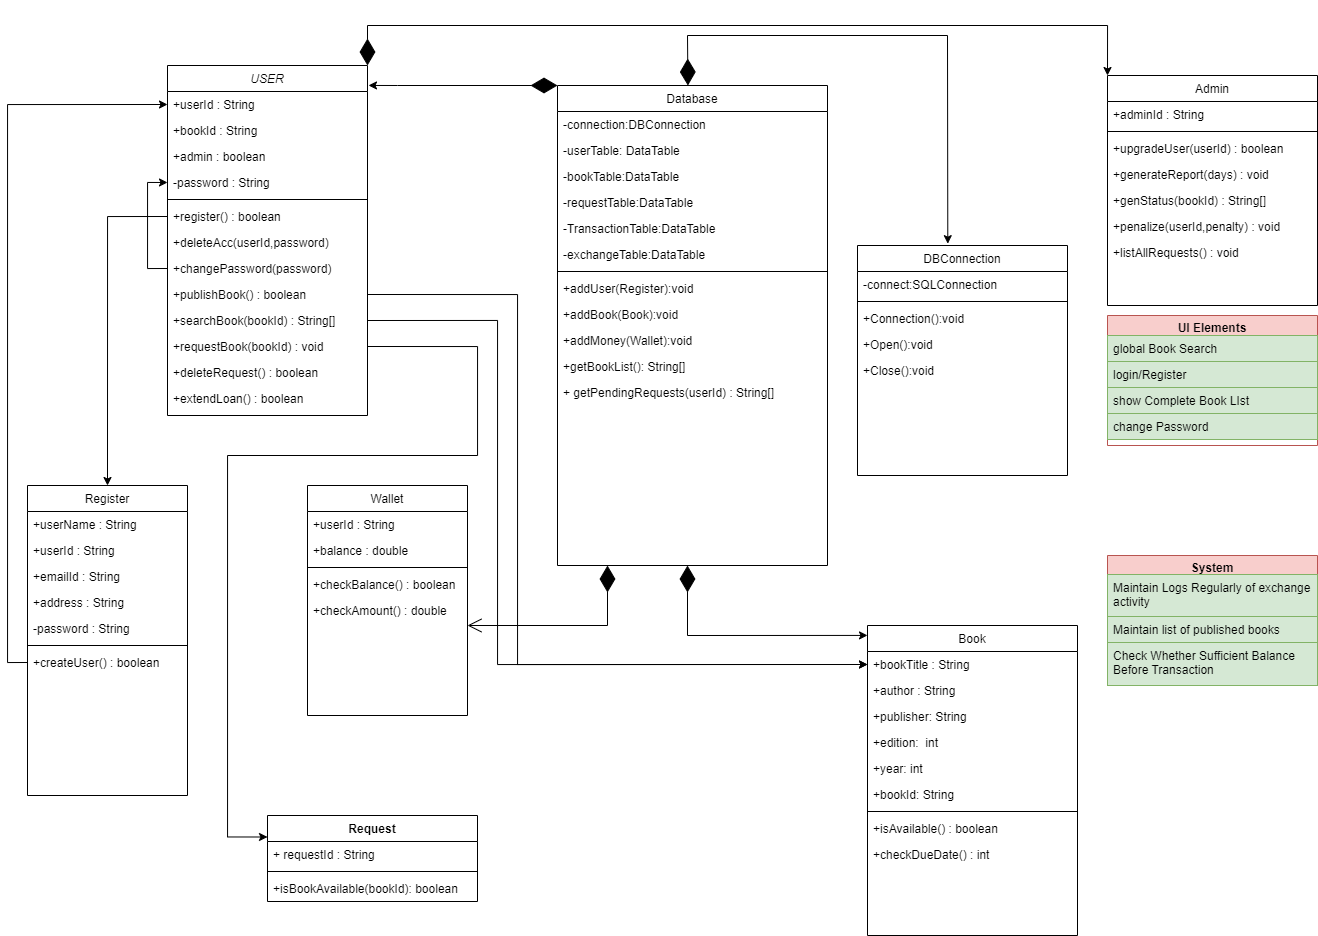 USER
+userId : String
+bookId : String
+admin : boolean
-password : String
+register() : boolean
+deleteAcc(userId,password)
+changePassword(password)
+publishBook() : boolean
+searchBook(bookId) : String[]
+requestBook(bookId) : void
+deleteRequest() : boolean
+extendLoan() : boolean
Database
-connection:DBConnection
-userTable: DataTable
-bookTable:DataTable
-requestTable:DataTable
-TransactionTable:DataTable
-exchangeTable:DataTable
+addUser(Register):void
+addBook(Book):void
+addMoney(Wallet):void
+getBookList(): String[]
+ getPendingRequests(userId) : String[]
DBConnection
-connect:SQLConnection
+Connection():void
+Open():void
+Close():void
Admin
+adminId : String
+upgradeUser(userId) : boolean
+generateReport(days) : void
+genStatus(bookId) : String[]
+penalize(userId,penalty) : void
+listAllRequests() : void
UI Elements
global Book Search
login/Register
show Complete Book LIst
change Password
Register
+userName : String
+userId : String
+emailId : String
+address : String
-password : String
+createUser() : boolean
Wallet
+userId : String
+balance : double
+checkBalance() : boolean
+checkAmount() : double
System
Maintain Logs Regularly of exchange
activity
Maintain list of published books
Check Whether Sufficient Balance
Before Transaction
Book
+bookTitle : String
+author : String
+publisher: String
+edition:  int
+year: int
+bookId: String
+isAvailable() : boolean
+checkDueDate() : int
Request
+ requestId : String
+isBookAvailable(bookId): boolean